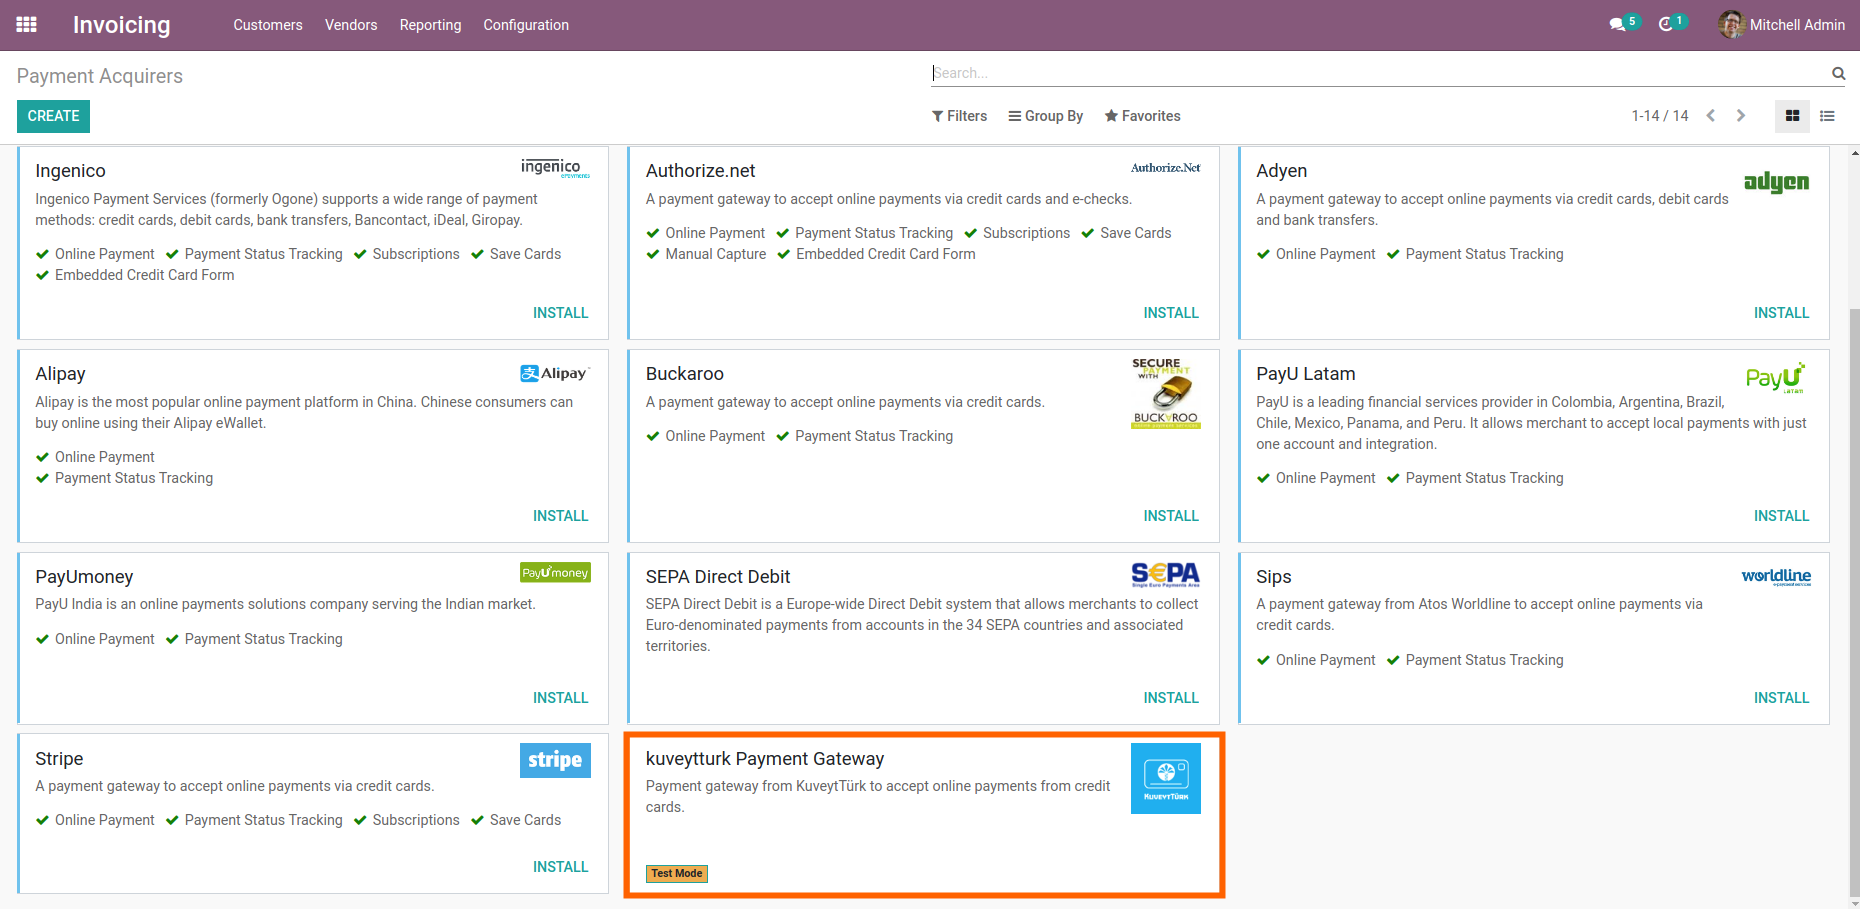 Invoicing Customers Vendors Reporting Configuration 5 1 Mitchell Admin
Payment Acquirers
Search...
CREATE
Filters Group By Favorites
1-14 / 14
Ingenico
ingenico
ePayments
Ingenico Payment Services (formerly Ogone) supports a wide range of payment
methods: credit cards, debit cards, bank transfers, Bancontact, iDeal, Giropay.
Online Payment Payment Status Tracking Subscriptions Save Cards
Embedded Credit Card Form
INSTALL
Authorize.net
Authorize.Net
A payment gateway to accept online payments via credit cards and e-checks.
Online Payment Payment Status Tracking Subscriptions Save Cards
Manual Capture Embedded Credit Card Form
INSTALL
Adyen
adyen
A payment gateway to accept online payments via credit cards, debit cards
and bank transfers.
Online Payment Payment Status Tracking
INSTALL
Alipay
支 Alipay
Alipay is the most popular online payment platform in China. Chinese consumers can
buy online using their Alipay eWallet.
Online Payment
Payment Status Tracking
INSTALL
Buckaroo
SECURE
PAYMENT
WITH
BUCKAROO
A payment gateway to accept online payments via credit cards.
Online Payment Payment Status Tracking
INSTALL
PayU Latam
PayU
LATAM
PayU is a leading financial services provider in Colombia, Argentina, Brazil,
Chile, Mexico, Panama, and Peru. It allows merchant to accept local payments with just
one account and integration.
Online Payment Payment Status Tracking
INSTALL
PayUmoney
PayUmoney
PayU India is an online payments solutions company serving the Indian market.
Online Payment Payment Status Tracking
INSTALL
SEPA Direct Debit
S€PA
Single Euro Payments Area
SEPA Direct Debit is a Europe-wide Direct Debit system that allows merchants to collect
Euro-denominated payments from accounts in the 34 SEPA countries and associated
territories.
INSTALL
Sips
worldline
e-payment services
A payment gateway from Atos Worldline to accept online payments via
credit cards.
Online Payment Payment Status Tracking
INSTALL
Stripe
stripe
A payment gateway to accept online payments via credit cards.
Online Payment Payment Status Tracking Subscriptions Save Cards
INSTALL
kuveytturk Payment Gateway
KUVEYTTÜRK
Payment gateway from KuveytTürk to accept online payments from credit
cards.
Test Mode